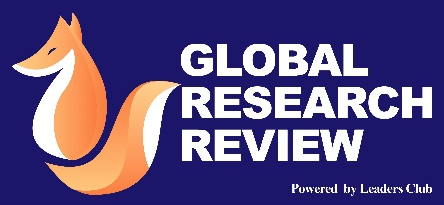 GLOBAL
RESEARCH
REVIEW
Powered by Leaders Club